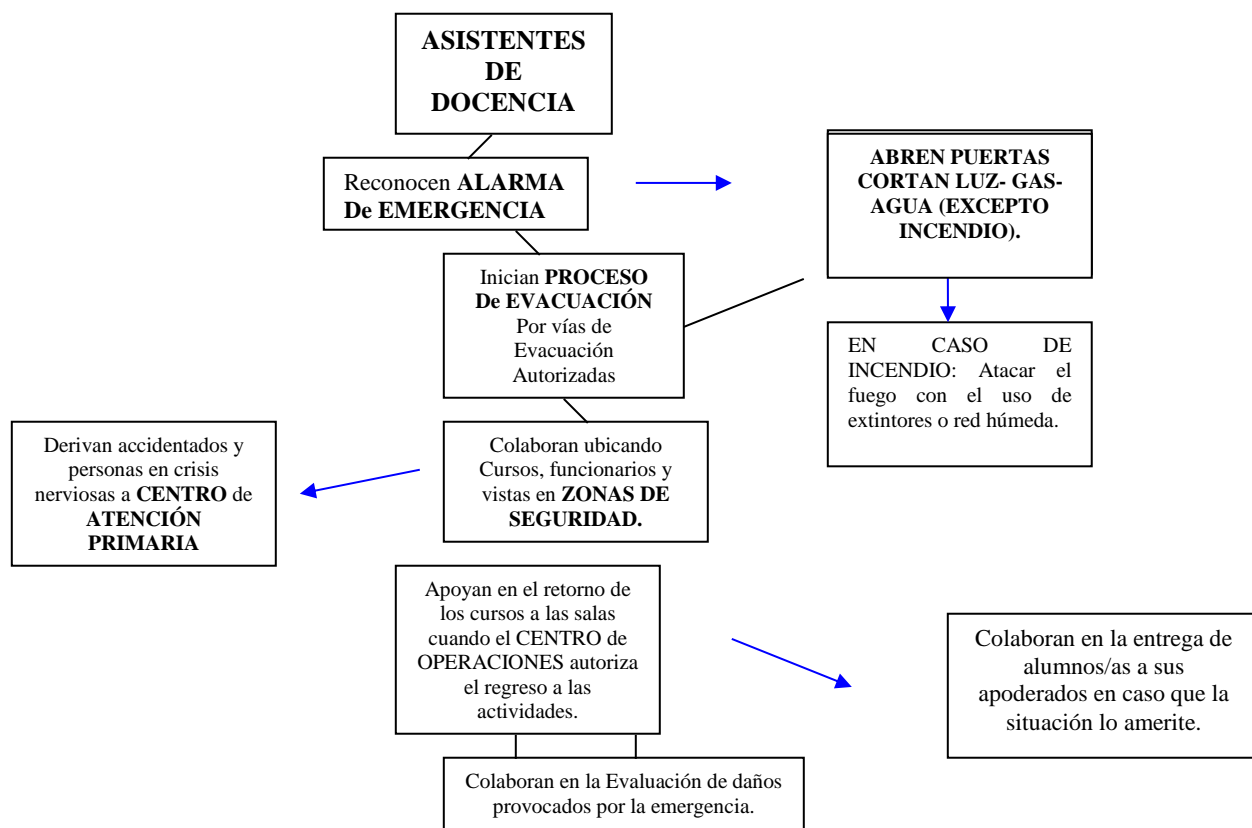 ASISTENTES
DE
DOCENCIA
Reconocen ALARMA
De EMERGENCIA
ABREN PUERTAS
CORTAN LUZ- GAS-
AGUA (EXCEPTO
INCENDIO).
Inician PROCESO
De EVACUACIÓN
Por vías de
Evacuación
Autorizadas
EN CASO DE
INCENDIO: Atacar el
fuego con el uso de
extintores o red húmeda.
Derivan accidentados y
personas en crisis
nerviosas a CENTRO de
ATENCIÓN
PRIMARIA
Colaboran ubicando
Cursos, funcionarios y
vistas en ZONAS DE
SEGURIDAD.
Apoyan en el retorno de
los cursos a las salas
cuando el CENTRO de
OPERACIONES autoriza
el regreso a las
actividades.
Colaboran en la entrega de
alumnos/as a sus
apoderados en caso que la
situación lo amerite.
Colaboran en la Evaluación de daños
provocados por la emergencia.